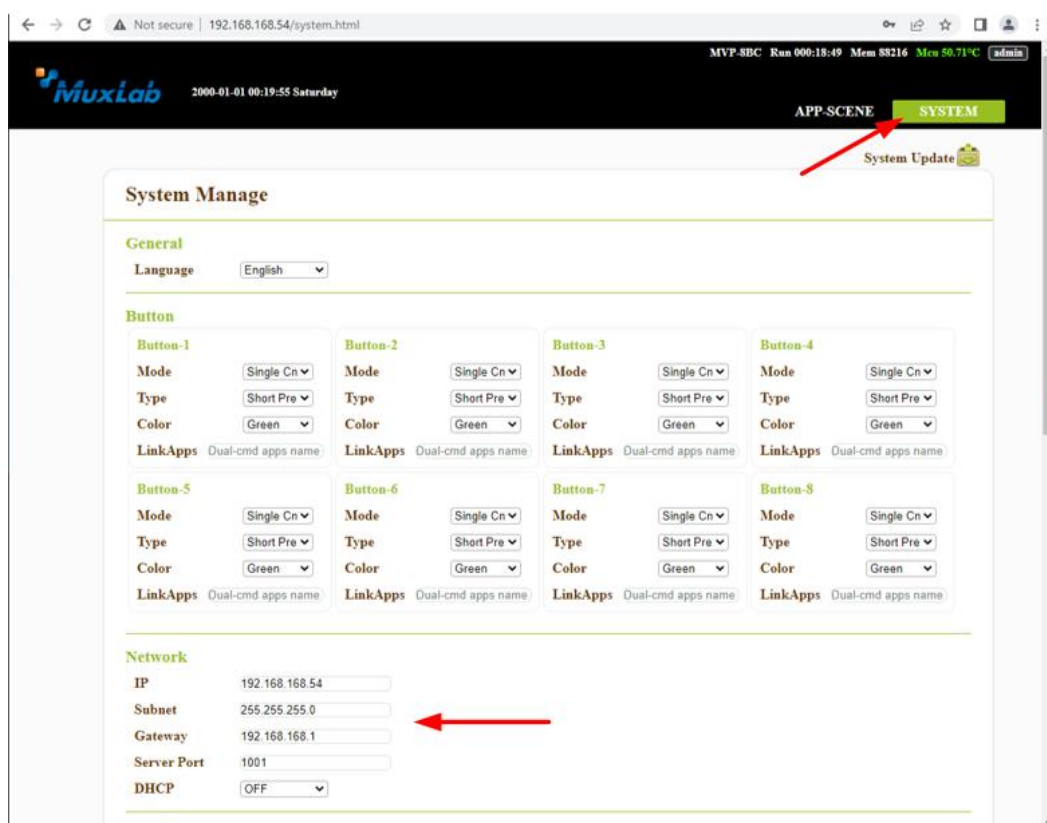 Not secure | 192.168.168.54/system.html
MVP-8BC Run 000:18:49 Mem 88216 Mcu 50.71°C admin
MuxLab 2000-01-01 00:19:55 Saturday
APP-SCENE SYSTEM
System Update
System Manage
General
Language English
Button
Button-1 Button-2 Button-3 Button-4
Mode Single Cn Mode Single Cn Mode Single Cn Mode Single Cn
Type Short Pre Type Short Pre Type Short Pre Type Short Pre
Color Green Color Green Color Green Color Green
LinkApps Dual-cmd apps name LinkApps Dual-cmd apps name LinkApps Dual-cmd apps name LinkApps Dual-cmd apps name
Button-5 Button-6 Button-7 Button-8
Mode Single Cn Mode Single Cn Mode Single Cn Mode Single Cn
Type Short Pre Type Short Pre Type Short Pre Type Short Pre
Color Green Color Green Color Green Color Green
LinkApps Dual-cmd apps name LinkApps Dual-cmd apps name LinkApps Dual-cmd apps name LinkApps Dual-cmd apps name
Network
IP 192.168.168.54
Subnet 255.255.255.0
Gateway 192.168.168.1
Server Port 1001
DHCP OFF